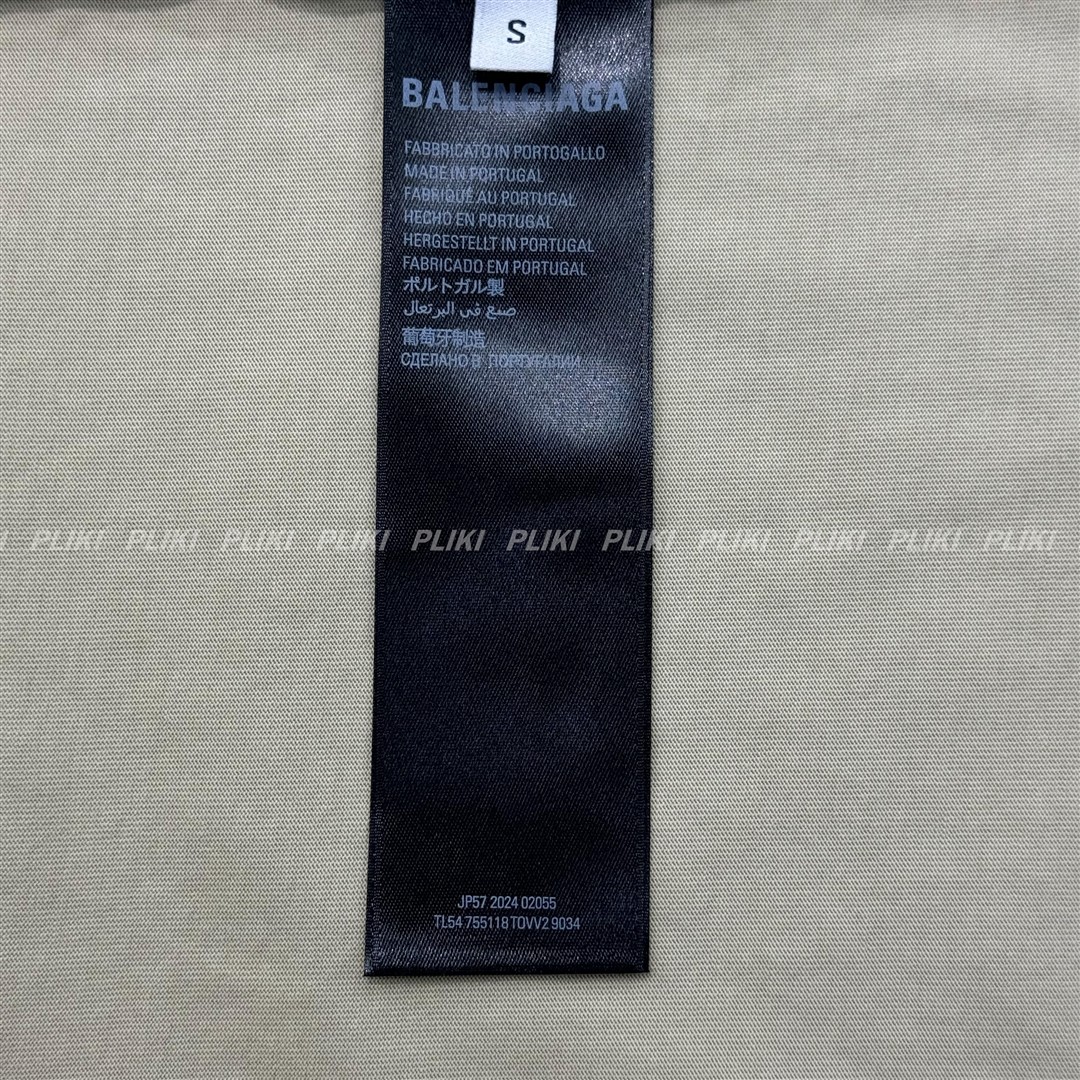 S
BALENCIAGA
FABBRICATO IN PORTOGALLO
MADE IN PORTUGAL
FABRIQUÉ AU PORTUGAL
HECHO EN PORTUGAL
HERGESTELLT IN PORTUGAL
FABRICADO EM PORTUGAL
ポルトガル製
صنع في البرتغال
葡萄牙制造
СДЕЛАНО В ПОРТУГАЛИИ
PLIKI PLIKI PLIKI PLIKI PLIKI PLIKI PLIKI PLIKI PLIKI PLIKI PLIKI
JP57 2024 02055
TL54 755118 TOVV2 9034